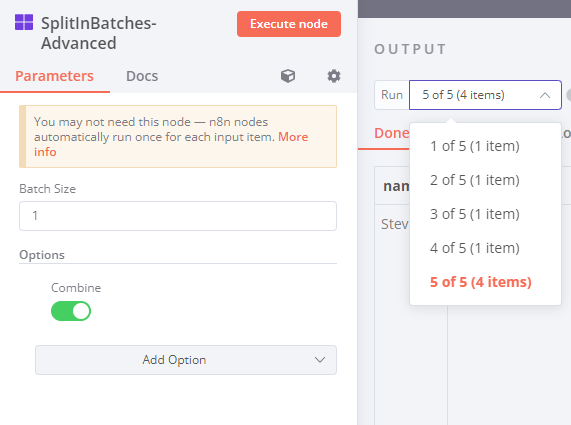 SplitInBatches-
Advanced
Execute node
Parameters
Docs
You may not need this node — n8n nodes
automatically run once for each input item. More
info
Batch Size
1
Options
Combine
Add Option
OUTPUT
Run
5 of 5 (4 items)
Done
1 of 5 (1 item)
2 of 5 (1 item)
3 of 5 (1 item)
4 of 5 (1 item)
5 of 5 (4 items)
nam
Stev